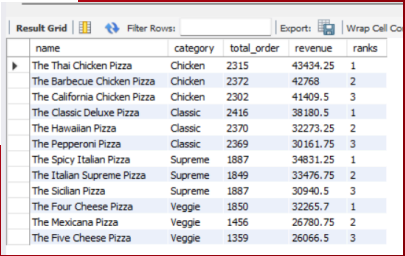 Result Grid Filter Rows: Export: Wrap Cell Co
name category total_order revenue ranks
The Thai Chicken Pizza Chicken 2315 43434.25 1
The Barbecue Chicken Pizza Chicken 2372 42768 2
The California Chicken Pizza Chicken 2302 41409.5 3
The Classic Deluxe Pizza Classic 2416 38180.5 1
The Hawaiian Pizza Classic 2370 32273.25 2
The Pepperoni Pizza Classic 2369 30161.75 3
The Spicy Italian Pizza Supreme 1887 34831.25 1
The Italian Supreme Pizza Supreme 1849 33476.75 2
The Sicilian Pizza Supreme 1887 30940.5 3
The Four Cheese Pizza Veggie 1850 32265.7 1
The Mexicana Pizza Veggie 1456 26780.75 2
The Five Cheese Pizza Veggie 1359 26066.5 3